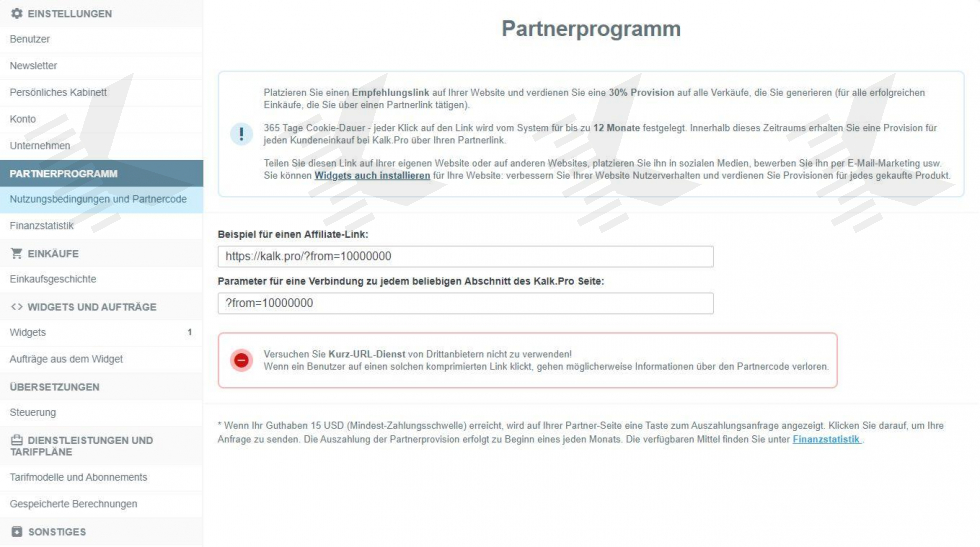 EINSTELLUNGEN
Benutzer
Newsletter
Persönliches Kabinett
Konto
Unternehmen
PARTNERPROGRAMM
Nutzungsbedingungen und Partnercode
Finanzstatistik
EINKÄUFE
Einkaufsgeschichte
<> WIDGETS UND AUFTRÄGE
Widgets 1
Aufträge aus dem Widget
ÜBERSETZUNGEN
Steuerung
DIENSTLEISTUNGEN UND
TARIFPLÄNE
Tarifmodelle und Abonnements
Gespeicherte Berechnungen
SONSTIGES
Partnerprogramm
Platzieren Sie einen Empfehlungslink auf Ihrer Website und verdienen Sie eine 30% Provision auf alle Verkäufe, die Sie generieren (für alle erfolgreichen
Einkäufe, die Sie über einen Partnerlink tätigen).
365 Tage Cookie-Dauer - jeder Klick auf den Link wird vom System für bis zu 12 Monate festgelegt. Innerhalb dieses Zeitraums erhalten Sie eine Provision für
jeden Kundeneinkauf bei Kalk.Pro über Ihren Partnerlink.
Teilen Sie diesen Link auf Ihrer eigenen Website oder auf anderen Websites, platzieren Sie ihn in sozialen Medien, bewerben Sie ihn per E-Mail-Marketing usw.
Sie können Widgets auch installieren für Ihre Website: verbessern Sie Ihrer Website Nutzerverhalten und verdienen Sie Provisionen für jedes gekaufte Produkt.
Beispiel für einen Affiliate-Link:
https://kalk.pro/?from=10000000
Parameter für eine Verbindung zu jedem beliebigen Abschnitt des Kalk.Pro Seite:
?from=10000000
Versuchen Sie Kurz-URL-Dienst von Drittanbietern nicht zu verwenden!
Wenn ein Benutzer auf einen solchen komprimierten Link klickt, gehen möglicherweise Informationen über den Partnercode verloren.
* Wenn Ihr Guthaben 15 USD (Mindest-Zahlungsschwelle) erreicht, wird auf Ihrer Partner-Seite eine Taste zum Auszahlungsanfrage angezeigt. Klicken Sie darauf, um Ihre
Anfrage zu senden. Die Auszahlung der Partnerprovision erfolgt zu Beginn eines jeden Monats. Die verfügbaren Mittel finden Sie unter Finanzstatistik .